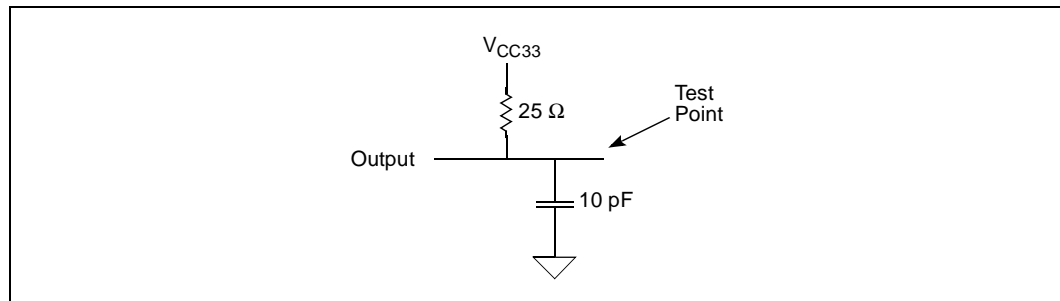 VCC33
25 Ω
Test
Point
Output
10 pF